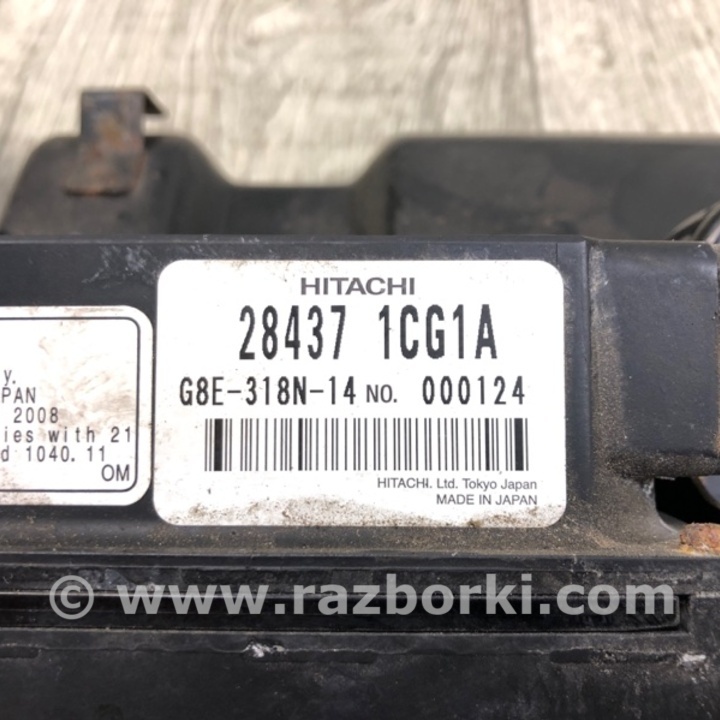 HITACHI
28437 1CG1A
G8E-318N-14 NO. 000124
HITACHI. Ltd. Tokyo Japan
MADE IN JAPAN
y.
PAN
2008
ies with 21
d 1040.11
OM
© www.razborki.com